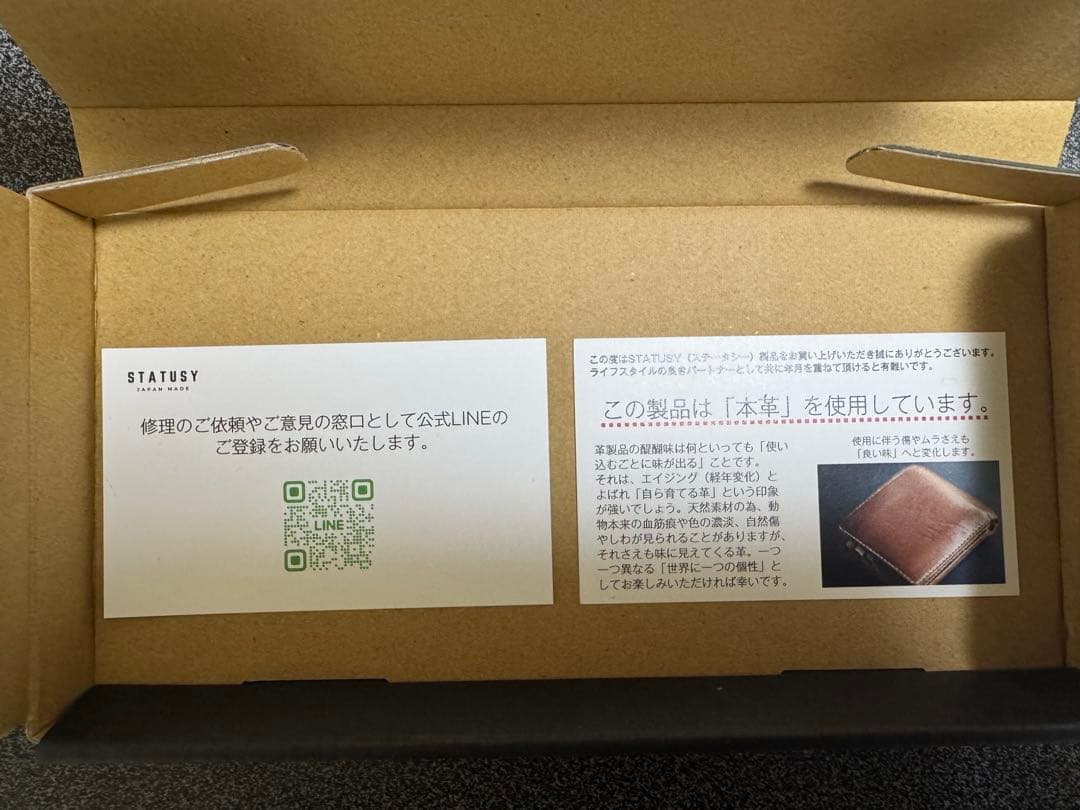 STATUSY
JAPAN MADE
修理のご依頼やご意見の窓口として公式LINEの
ご登録をお願いいたします。
LINE
この度はSTATUSY（ステータシー）製品をお買い上げいただき誠にありがとうございます。
ライフスタイルの良きパートナーとして共に年月を重ねて頂けると有難いです。
この製品は「本革」を使用しています。
革製品の醍醐味は何といっても「使い
込むごとに味が出る」ことです。
それは、エイジング（経年変化）と
よばれ「自ら育てる革」という印象
が強いでしょう。天然素材の為、動
物本来の血筋痕や色の濃淡、自然傷
やしわが見られることがありますが、
それさえも味に見えてくる革。一つ
一つ異なる「世界に一つの個性」と
してお楽しみいただければ幸いです。
使用に伴う傷やムラさえも
「良い味」へと変化します。